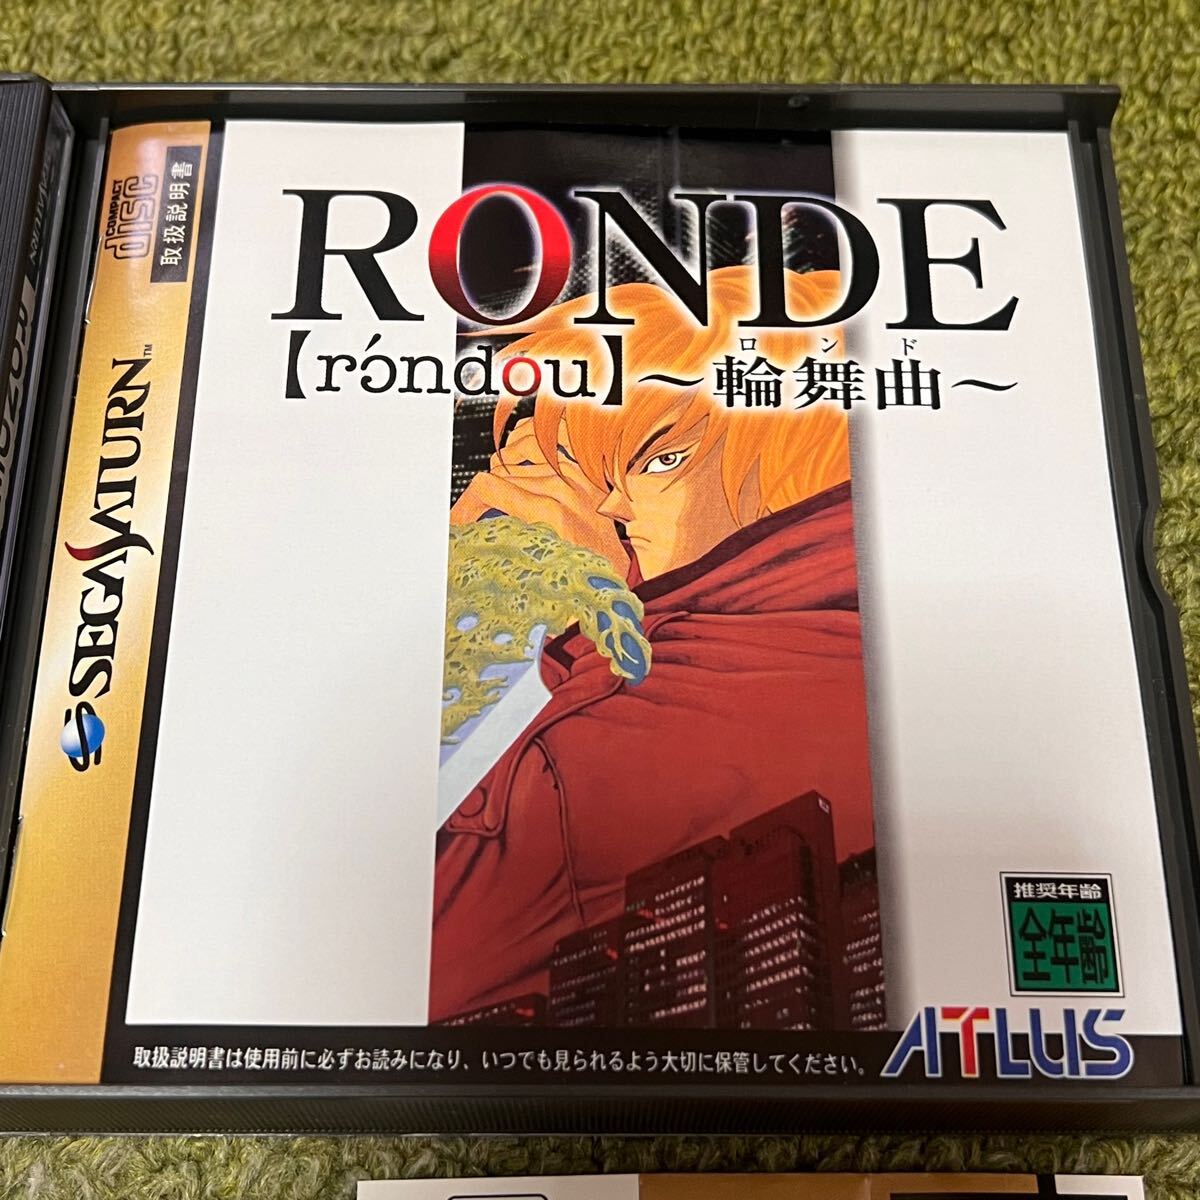 COMPACT
DISC
取扱説明書
SEGA SATURN™
RONDE
【rɔ́ndou】~輪舞曲~
ロンド
推奨年齢
全年齢
ATLUS
取扱説明書は使用前に必ずお読みになり、いつでも見られるよう大切に保管してください。